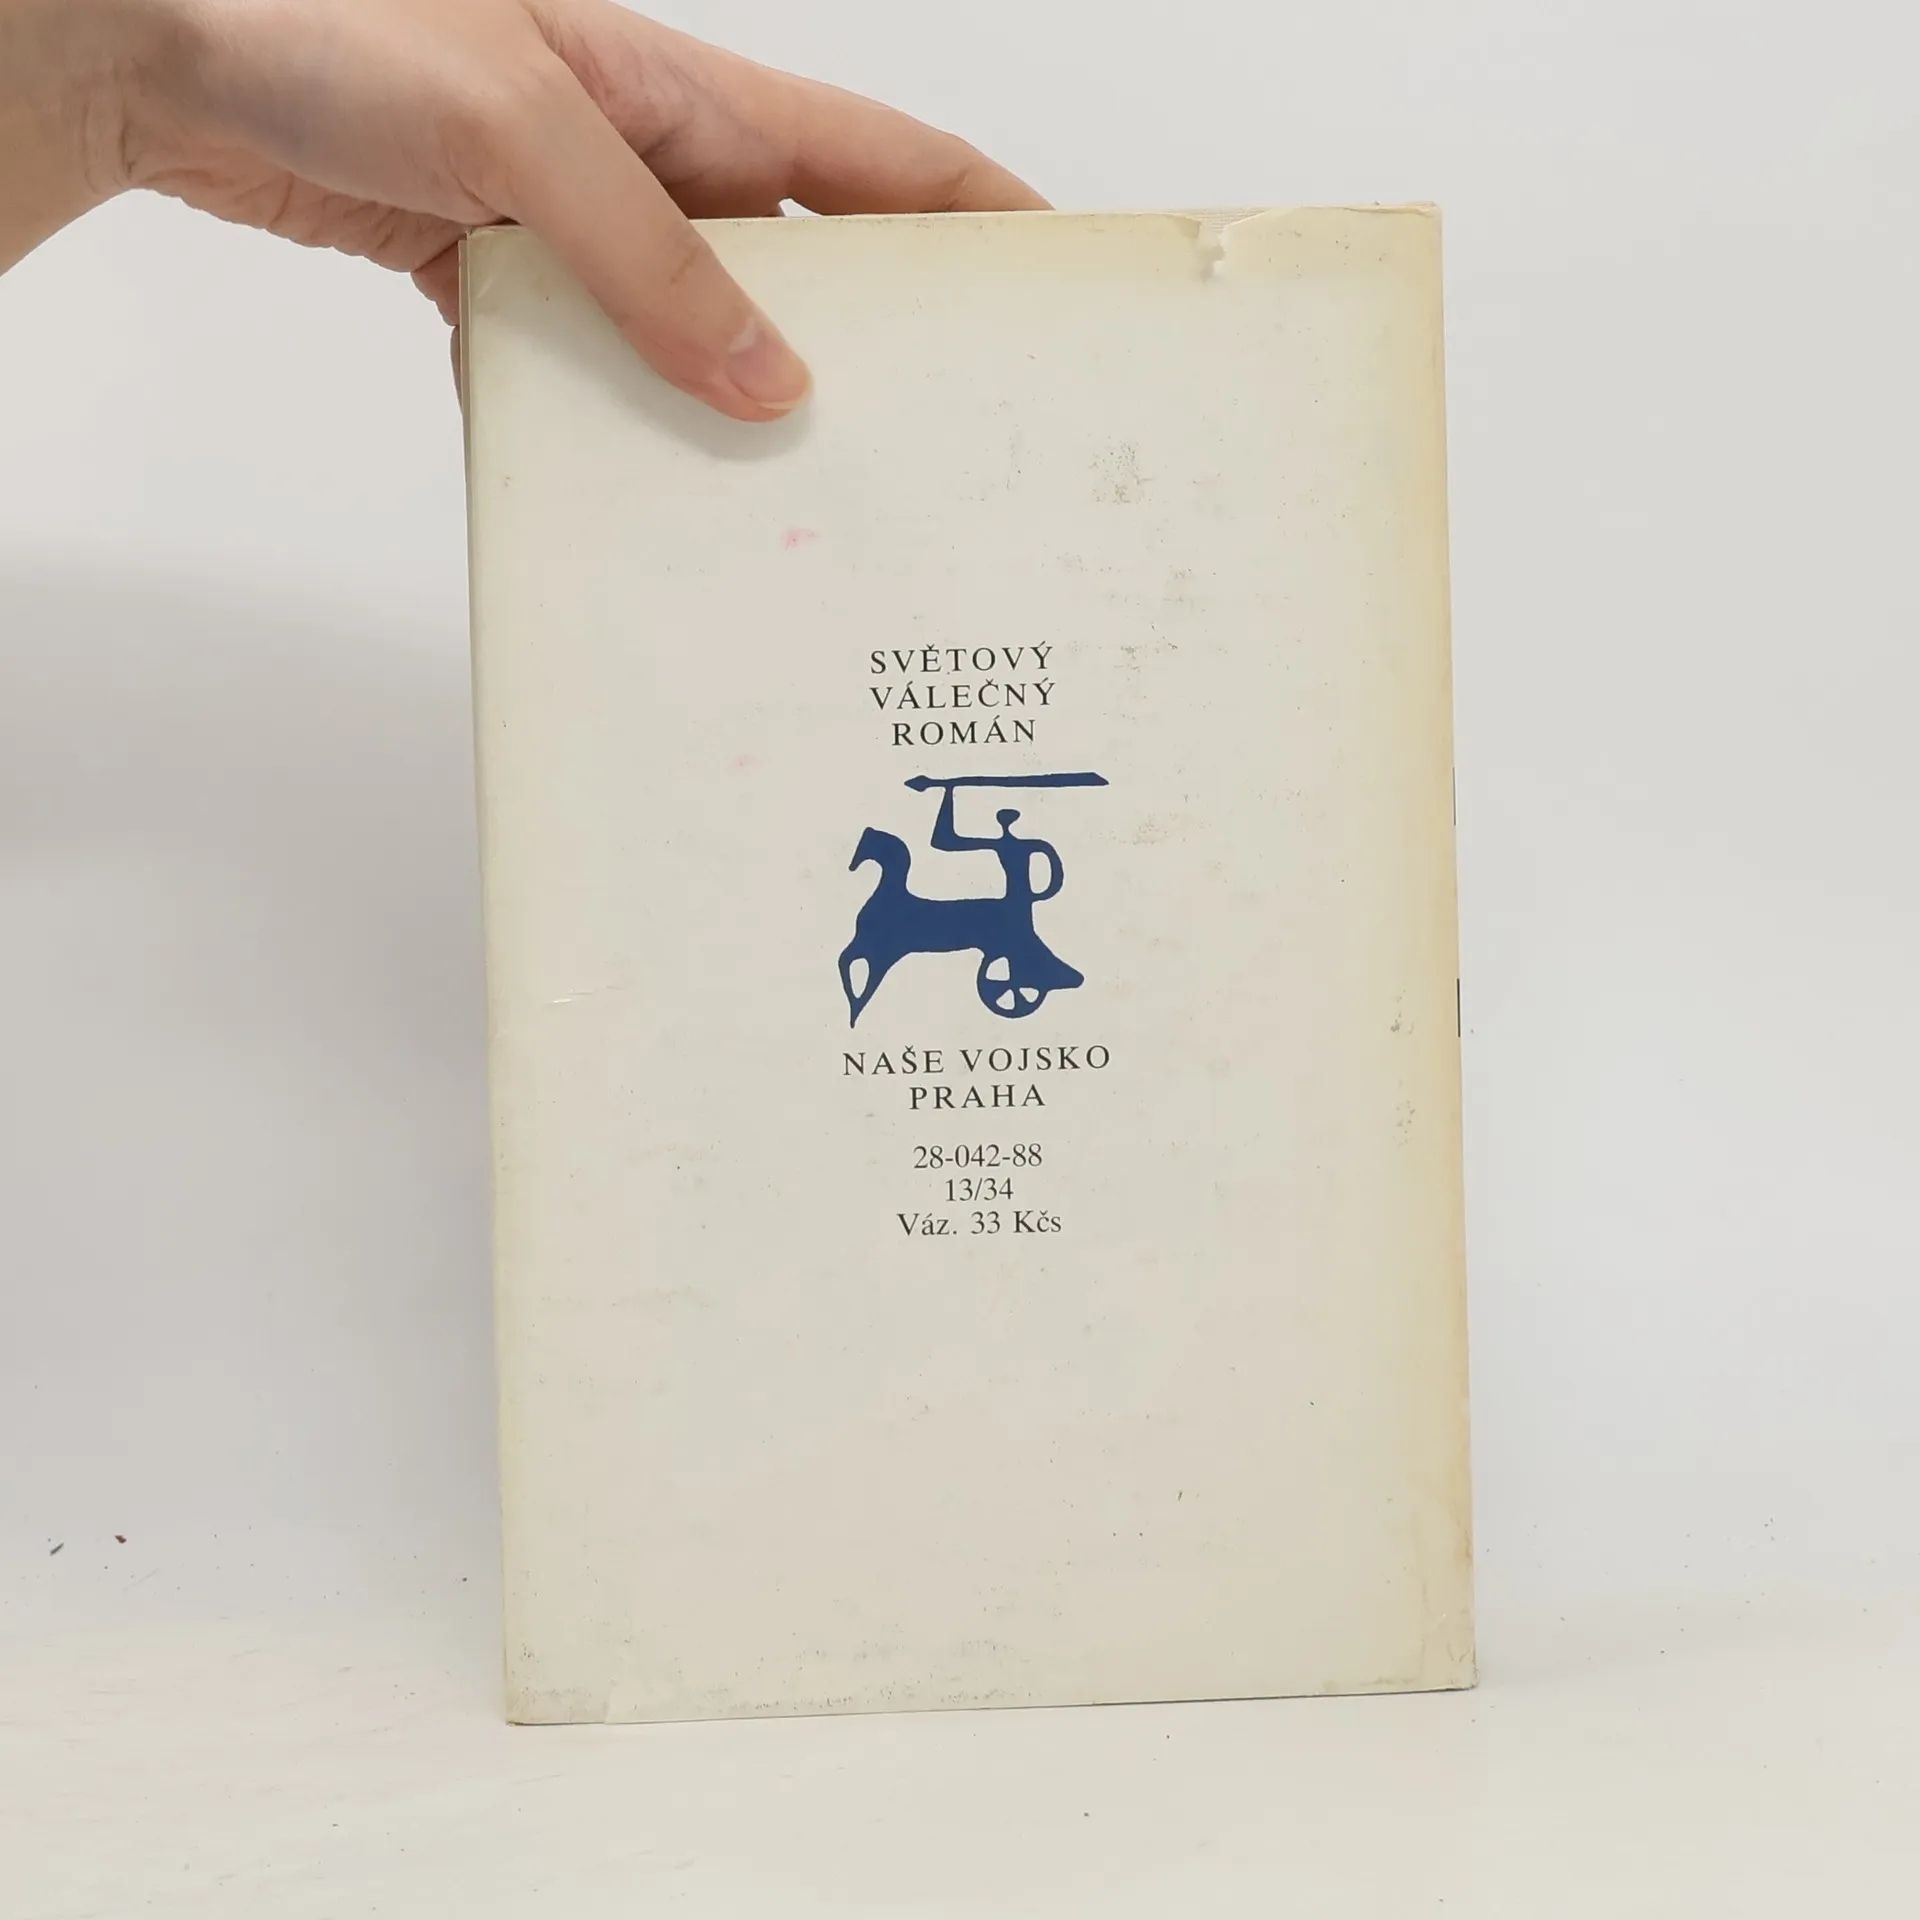 SVĚTOVÝ
VÁLEČNÝ
ROMÁN
NAŠE VOJSKO
PRAHA
28-042-88
13/34
Váz. 33 Kčs